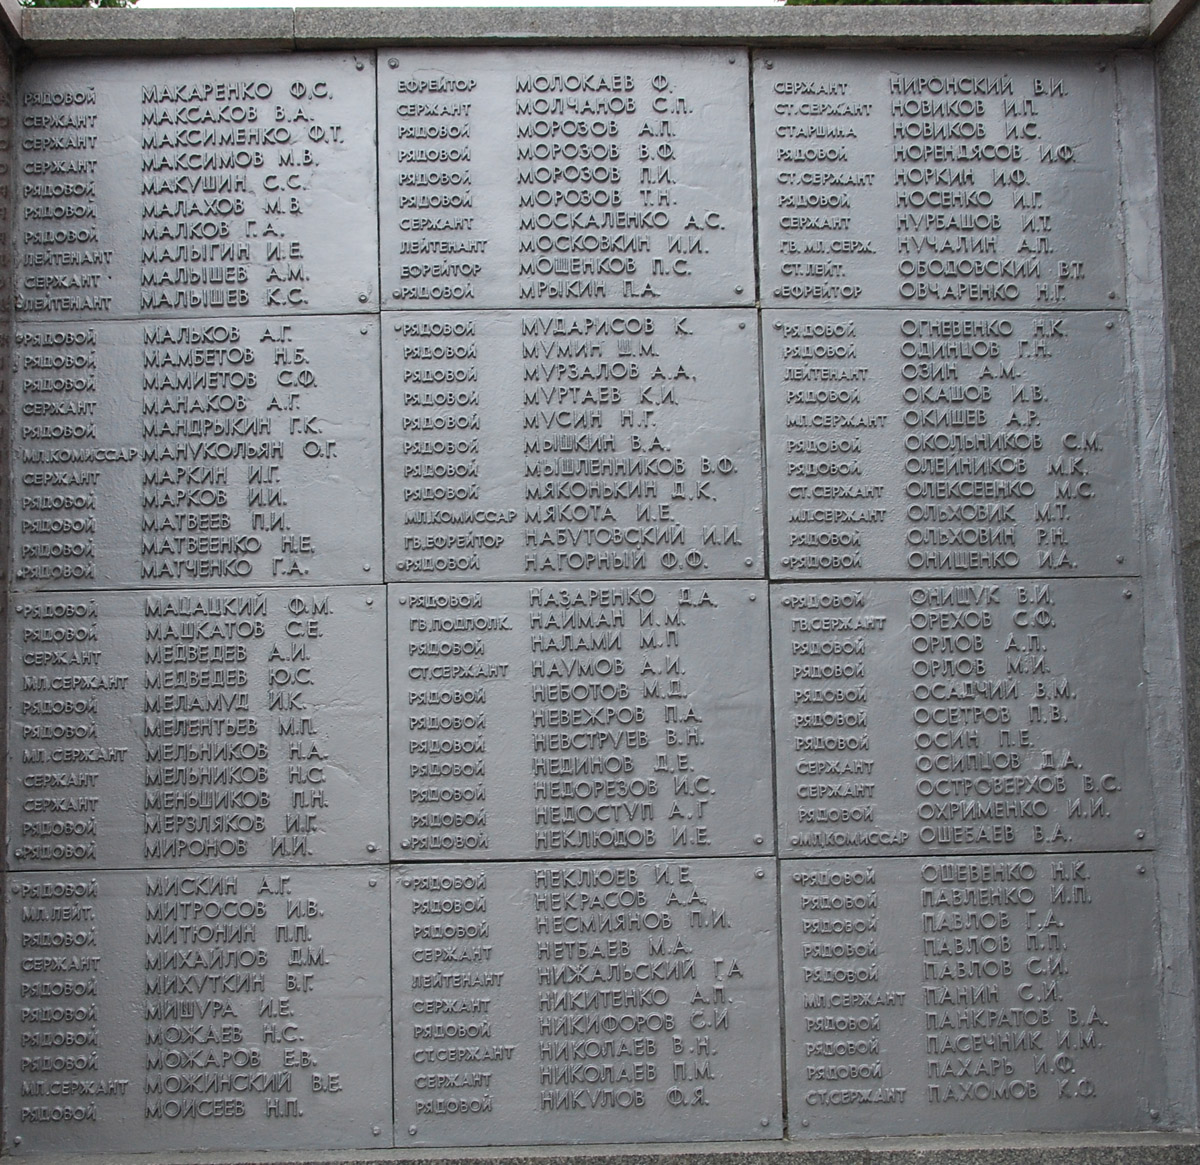 РЯДОВОЙ МАКАРЕНКО Ф.С.
СЕРЖАНТ МАКСАКОВ В.А.
СЕРЖАНТ МАКСИМЕНКО Ф.Т.
СЕРЖАНТ МАКСИМОВ М.В.
РЯДОВОЙ МАКУШИН С.С.
РЯДОВОЙ МАЛАХОВ М.В.
РЯДОВОЙ МАЛКОВ Г.А.
ЛЕЙТЕНАНТ МАЛЫГИН И.Е.
СЕРЖАНТ МАЛЫШЕВ А.М.
ЛЕЙТЕНАНТ МАЛЫШЕВ К.С.
РЯДОВОЙ МАЛЬКОВ А.Г.
РЯДОВОЙ МАМБЕТОВ Н.Б.
РЯДОВОЙ МАМИЕТОВ С.Ф.
СЕРЖАНТ МАНАКОВ А.Г.
РЯДОВОЙ МАНДРЫКИН Г.К.
МЛ.КОМИССАР МАНУКОЛЬЯН О.Г.
СЕРЖАНТ МАРКИН И.Г.
РЯДОВОЙ МАРКОВ И.И.
РЯДОВОЙ МАТВЕЕВ П.И.
РЯДОВОЙ МАТВЕЕНКО Н.Е.
РЯДОВОЙ МАТЧЕНКО Г.А.
РЯДОВОЙ МАЦАЦКИЙ Ф.М.
РЯДОВОЙ МАШКАТОВ С.Е.
СЕРЖАНТ МЕДВЕДЕВ А.И.
МЛ.СЕРЖАНТ МЕДВЕДЕВ Ю.С.
РЯДОВОЙ МЕЛАМУД И.К.
РЯДОВОЙ МЕЛЕНТЬЕВ М.П.
МЛ.СЕРЖАНТ МЕЛЬНИКОВ Н.А.
СЕРЖАНТ МЕЛЬНИКОВ Н.С.
СЕРЖАНТ МЕНЬШИКОВ П.Н.
РЯДОВОЙ МЕРЗЛЯКОВ И.Г.
РЯДОВОЙ МИРОНОВ И.И.
РЯДОВОЙ МИСКИН А.Г.
МЛ.ЛЕЙТ. МИТРОСОВ И.В.
РЯДОВОЙ МИТЮНИН П.П.
СЕРЖАНТ МИХАЙЛОВ Д.М.
РЯДОВОЙ МИХУТКИН В.Г.
РЯДОВОЙ МИШУРА И.Е.
РЯДОВОЙ МОЖАЕВ Н.С.
РЯДОВОЙ МОЖАРОВ Е.В.
МЛ.СЕРЖАНТ МОЖИНСКИЙ В.Е.
РЯДОВОЙ МОИСЕЕВ Н.П.
ЕФРЕЙТОР МОЛОКАЕВ Ф.
СЕРЖАНТ МОЛЧАНОВ С.П.
РЯДОВОЙ МОРОЗОВ А.П.
РЯДОВОЙ МОРОЗОВ В.Ф.
РЯДОВОЙ МОРОЗОВ П.И.
РЯДОВОЙ МОРОЗОВ Т.Н.
СЕРЖАНТ МОСКАЛЕНКО А.С.
ЛЕЙТЕНАНТ МОСКОВКИН И.И.
ЕФРЕЙТОР МОШЕНКОВ П.С.
РЯДОВОЙ МРЫКИН П.А.
РЯДОВОЙ МУДАРИСОВ К.
РЯДОВОЙ МУМИН Ш.М.
РЯДОВОЙ МУРЗАЛОВ А.А.
РЯДОВОЙ МУРТАЕВ К.И.
РЯДОВОЙ МУСИН Н.Г.
РЯДОВОЙ МЫШКИН В.А.
РЯДОВОЙ МЫШЛЕННИКОВ В.Ф.
РЯДОВОЙ МЯКОНЬКИН Д.К.
МЛ.КОМИССАР МЯКОТА И.Е.
ГВ.ЕФРЕЙТОР НАБУТОВСКИЙ И.И.
РЯДОВОЙ НАГОРНЫЙ Ф.Ф.
РЯДОВОЙ НАЗАРЕНКО Д.А.
ГВ.ПОДПОЛК. НАЙМАН И.М.
РЯДОВОЙ НАЛАМИ М.П
СТ.СЕРЖАНТ НАУМОВ А.И.
РЯДОВОЙ НЕБОТОВ М.Д.
РЯДОВОЙ НЕВЕЖРОВ П.А.
РЯДОВОЙ НЕВСТРУЕВ В.Н.
РЯДОВОЙ НЕДИНОВ Д.Е.
РЯДОВОЙ НЕДОРЕЗОВ И.С.
РЯДОВОЙ НЕДОСТУП А.Г
РЯДОВОЙ НЕКЛЮДОВ И.Е.
РЯДОВОЙ НЕКЛЮЕВ И.Е.
РЯДОВОЙ НЕКРАСОВ А.А.
РЯДОВОЙ НЕСМИЯНОВ П.И.
СЕРЖАНТ НЕТБАЕВ М.А.
ЛЕЙТЕНАНТ НИЖАЛЬСКИЙ Г.А
СЕРЖАНТ НИКИТЕНКО А.П.
РЯДОВОЙ НИКИФОРОВ С.И
СТ.СЕРЖАНТ НИКОЛАЕВ В.Н.
СЕРЖАНТ НИКОЛАЕВ П.М.
РЯДОВОЙ НИКУЛОВ Ф.Я.
СЕРЖАНТ НИРОНСКИЙ В.И.
СТ.СЕРЖАНТ НОВИКОВ И.П.
СТАРШИНА НОВИКОВ И.С.
РЯДОВОЙ НОРЕНДЯСОВ И.Ф.
СТ.СЕРЖАНТ НОРКИН И.Ф.
РЯДОВОЙ НОСЕНКО И.Г.
СЕРЖАНТ НУРБАШОВ И.Т.
ГВ.МЛ.СЕРЖ. НУЧАЛИН А.П.
СТ.ЛЕЙТ. ОБОДОВСКИЙ В.Т.
ЕФРЕЙТОР ОВЧАРЕНКО Н.Г.
РЯДОВОЙ ОГНЕВЕНКО Н.К.
РЯДОВОЙ ОДИНЦОВ Г.Н.
ЛЕЙТЕНАНТ ОЗИН А.М.
РЯДОВОЙ ОКАШОВ И.В.
МЛ.СЕРЖАНТ ОКИШЕВ А.Р.
РЯДОВОЙ ОКОЛЬНИКОВ С.М.
РЯДОВОЙ ОЛЕЙНИКОВ М.К.
СТ.СЕРЖАНТ ОЛЕКСЕЕНКО М.С.
МЛ.СЕРЖАНТ ОЛЬХОВИК М.Т.
РЯДОВОЙ ОЛЬХОВИН Р.Н.
РЯДОВОЙ ОНИЩЕНКО И.А.
РЯДОВОЙ ОНИЩУК В.И.
ГВ.СЕРЖАНТ ОРЕХОВ С.Ф.
РЯДОВОЙ ОРЛОВ А.П.
РЯДОВОЙ ОРЛОВ М.И.
РЯДОВОЙ ОСАДЧИЙ В.М.
РЯДОВОЙ ОСЕТРОВ П.В.
РЯДОВОЙ ОСИН П.Е.
СЕРЖАНТ ОСИПЦОВ Д.А.
СЕРЖАНТ ОСТРОВЕРХОВ В.С.
РЯДОВОЙ ОХРИМЕНКО И.И.
МЛ.КОМИССАР ОШЕБАЕВ В.А.
РЯДОВОЙ ОШЕВЕНКО Н.К.
РЯДОВОЙ ПАВЛЕНКО И.П.
РЯДОВОЙ ПАВЛОВ Г.А.
РЯДОВОЙ ПАВЛОВ П.П.
РЯДОВОЙ ПАВЛОВ С.И.
МЛ.СЕРЖАНТ ПАНИН С.И.
РЯДОВОЙ ПАНКРАТОВ В.А.
РЯДОВОЙ ПАСЕЧНИК И.М.
РЯДОВОЙ ПАХАРЬ И.Ф.
СТ.СЕРЖАНТ ПАХОМОВ К.Ф.